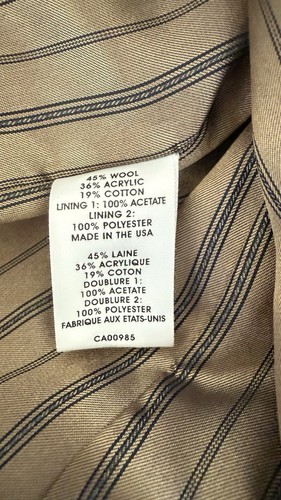 45% WOOL
36% ACRYLIC
19% COTTON
LINING 1: 100% ACETATE
LINING 2:
100% POLYESTER
MADE IN THE USA
45% LAINE
36% ACRYLIQUE
19% COTON
DOUBLURE 1:
100% ACETATE
DOUBLURE 2:
100% POLYESTER
FABRIQUE AUX ETATS-UNIS
CA00985